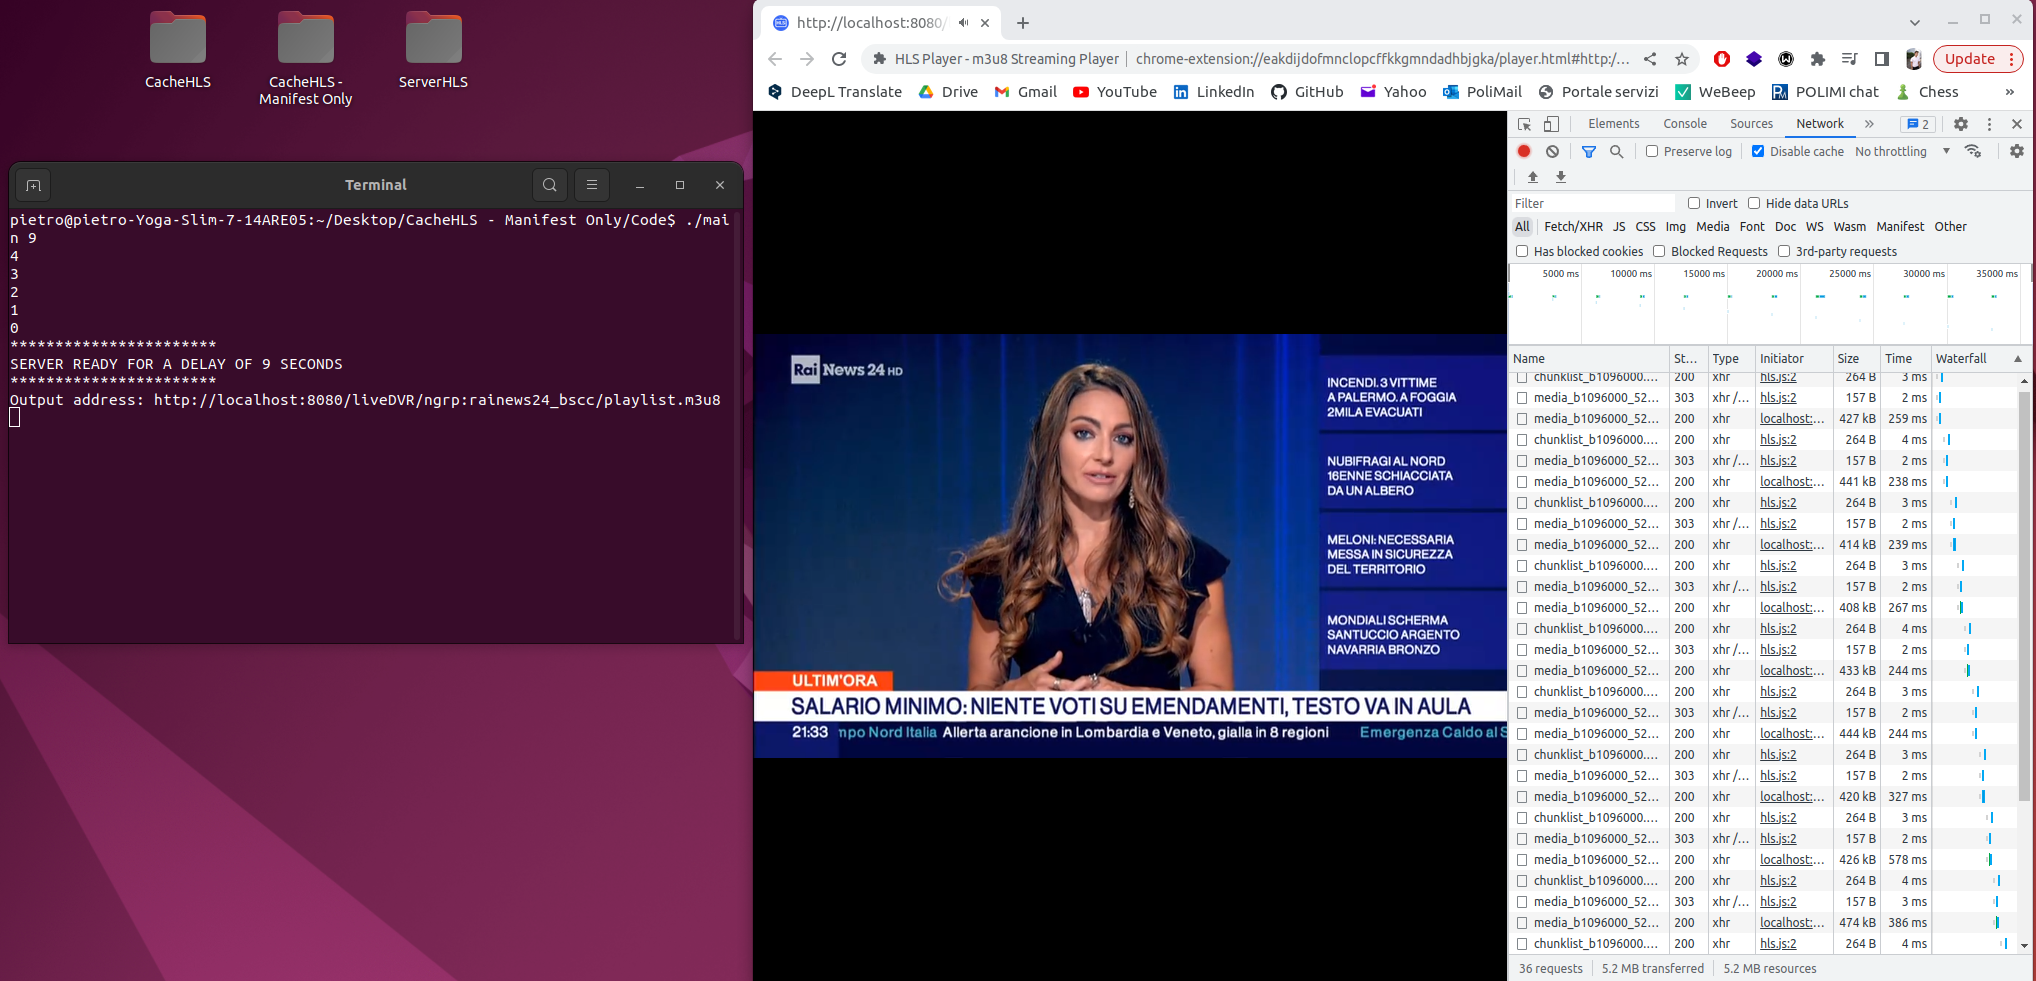 CacheHLS
CacheHLS -
Manifest Only
ServerHLS
Terminal
pietro@pietro-Yoga-Slim-7-14ARE05:~/Desktop/CacheHLS - Manifest Only/Code$ ./mai
n 9
4
3
2
1
0
***********************
SERVER READY FOR A DELAY OF 9 SECONDS
***********************
Output address: http://localhost:8080/liveDVR/ngrp:rainews24_bscc/playlist.m3u8
http://localhost:8080/
HLS Player - m3u8 Streaming Player
chrome-extension://eakdijdofmnclopcffkkgmndadhbjgka/player.html#http:/...
Update
DeepL Translate Drive Gmail YouTube LinkedIn GitHub Yahoo PoliMail Portale servizi WeBeep POLIMI chat Chess »
Rai News 24 HD
INCENDI. 3 VITTIME
A PALERMO. A FOGGIA
2MILA EVACUATI
NUBIFRAGI AL NORD
16ENNE SCHIACCIATA
DA UN ALBERO
MELONI: NECESSARIA
MESSA IN SICUREZZA
DEL TERRITORIO
MONDIALI SCHERMA
SANTUCCIO ARGENTO
NAVARRIA BRONZO
ULTIM'ORA
SALARIO MINIMO: NIENTE VOTI SU EMENDAMENTI, TESTO VA IN AULA
21:33 mpo Nord Italia Allerta arancione in Lombardia e Veneto, gialla in 8 regioni Emergenza Caldo al S
Elements Console Sources Network » 2
Preserve log Disable cache No throttling
Filter Invert Hide data URLs
All Fetch/XHR JS CSS Img Media Font Doc WS Wasm Manifest Other
Has blocked cookies Blocked Requests 3rd-party requests
5000 ms 10000 ms 15000 ms 20000 ms 25000 ms 30000 ms 35000 ms
Name St... Type Initiator Size Time Waterfall
chunklist_b1096000.... 200 xhr hls.js:2 264 B 3 ms
media_b1096000_52... 303 xhr /... hls.js:2 157 B 2 ms
media_b1096000_52... 200 xhr localhost:... 427 kB 259 ms
chunklist_b1096000.... 200 xhr hls.js:2 264 B 4 ms
media_b1096000_52... 303 xhr /... hls.js:2 157 B 2 ms
media_b1096000_52... 200 xhr localhost:... 441 kB 238 ms
chunklist_b1096000.... 200 xhr hls.js:2 264 B 3 ms
media_b1096000_52... 303 xhr /... hls.js:2 157 B 2 ms
media_b1096000_52... 200 xhr localhost:... 414 kB 239 ms
chunklist_b1096000.... 200 xhr hls.js:2 264 B 3 ms
media_b1096000_52... 303 xhr /... hls.js:2 157 B 2 ms
media_b1096000_52... 200 xhr localhost:... 408 kB 267 ms
chunklist_b1096000.... 200 xhr hls.js:2 264 B 4 ms
media_b1096000_52... 303 xhr /... hls.js:2 157 B 2 ms
media_b1096000_52... 200 xhr localhost:... 433 kB 244 ms
chunklist_b1096000.... 200 xhr hls.js:2 264 B 3 ms
media_b1096000_52... 303 xhr /... hls.js:2 157 B 2 ms
media_b1096000_52... 200 xhr localhost:... 444 kB 244 ms
chunklist_b1096000.... 200 xhr hls.js:2 264 B 3 ms
media_b1096000_52... 303 xhr /... hls.js:2 157 B 2 ms
media_b1096000_52... 200 xhr localhost:... 420 kB 327 ms
chunklist_b1096000.... 200 xhr hls.js:2 264 B 3 ms
media_b1096000_52... 303 xhr /... hls.js:2 157 B 2 ms
media_b1096000_52... 200 xhr localhost:... 426 kB 578 ms
chunklist_b1096000.... 200 xhr hls.js:2 264 B 4 ms
media_b1096000_52... 303 xhr /... hls.js:2 157 B 3 ms
media_b1096000_52... 200 xhr localhost:... 474 kB 386 ms
chunklist_b1096000.... 200 xhr hls.js:2 264 B 4 ms
36 requests 5.2 MB transferred 5.2 MB resources